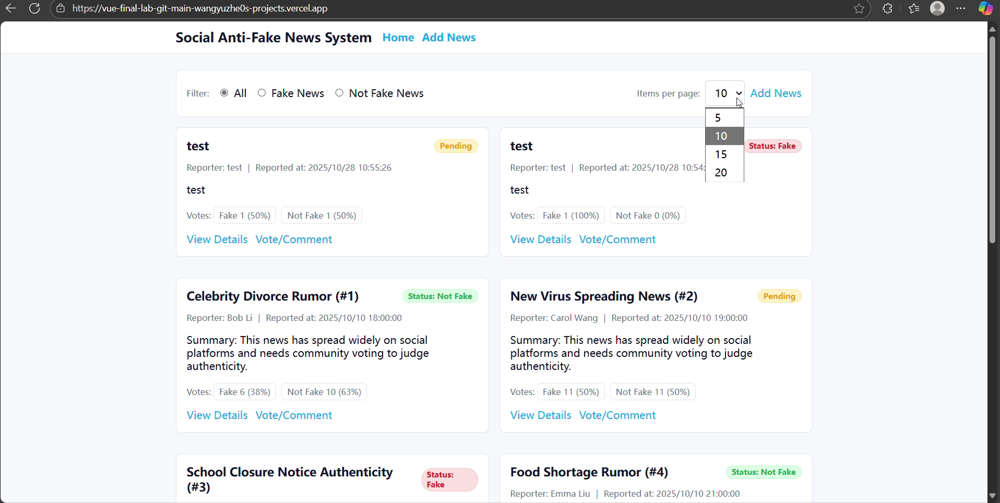 https://vue-final-lab-git-main-wangyuzhe0s-projects.vercel.app
Social Anti-Fake News System Home Add News
Filter: All Fake News Not Fake News Items per page: 10 Add News
5
10
15
20
test Pending
Reporter: test | Reported at: 2025/10/28 10:55:26
test
Votes: Fake 1 (50%) Not Fake 1 (50%)
View Details Vote/Comment
test Status: Fake
Reporter: test | Reported at: 2025/10/28 10:54:
test
Votes: Fake 1 (100%) Not Fake 0 (0%)
View Details Vote/Comment
Celebrity Divorce Rumor (#1) Status: Not Fake
Reporter: Bob Li | Reported at: 2025/10/10 18:00:00
Summary: This news has spread widely on social
platforms and needs community voting to judge
authenticity.
Votes: Fake 6 (38%) Not Fake 10 (63%)
View Details Vote/Comment
New Virus Spreading News (#2) Pending
Reporter: Carol Wang | Reported at: 2025/10/10 19:00:00
Summary: This news has spread widely on social
platforms and needs community voting to judge
authenticity.
Votes: Fake 11 (50%) Not Fake 11 (50%)
View Details Vote/Comment
School Closure Notice Authenticity
(#3)
Status:
Fake
Food Shortage Rumor (#4) Status: Not Fake
Reporter: Emma Liu | Reported at: 2025/10/10 21:00:00